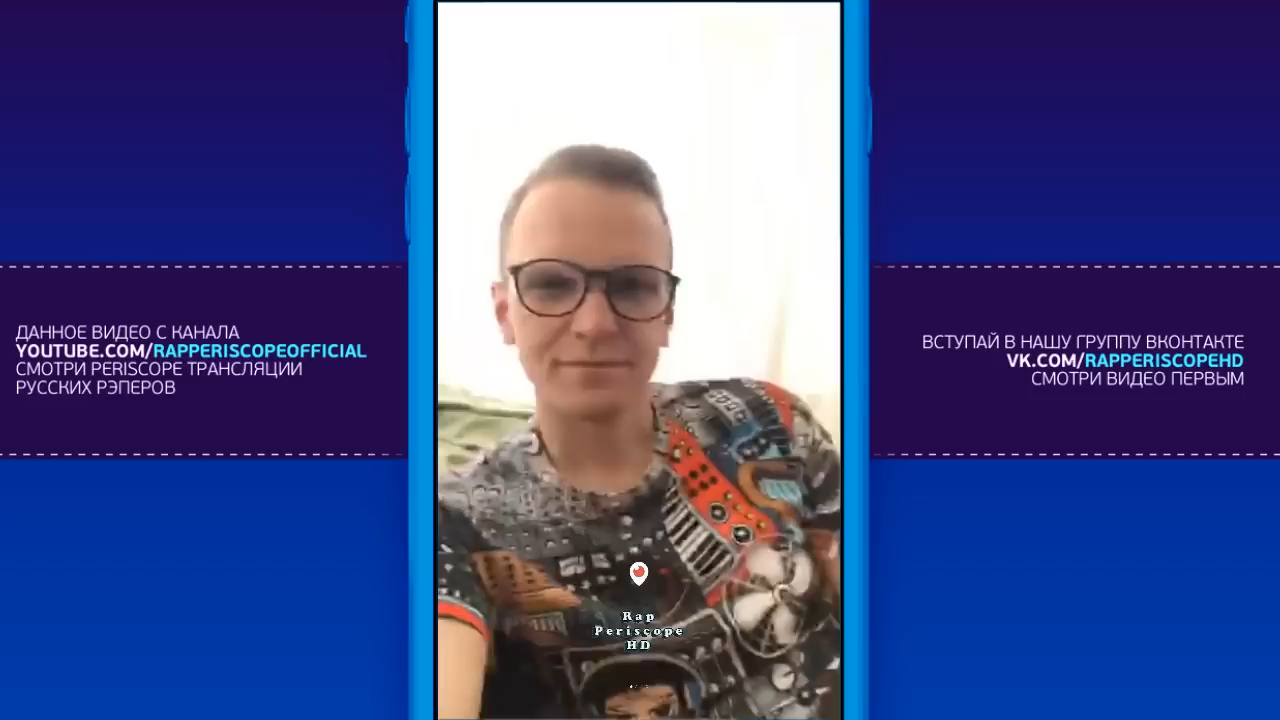 ДАННОЕ ВИДЕО С КАНАЛА
YOUTUBE.COM/RAPPERISCOPEOFFICIAL
СМОТРИ PERISCOPE ТРАНСЛЯЦИИ
РУССКИХ РЭПЕРОВ
ВСТУПАЙ В НАШУ ГРУППУ ВКОНТАКТЕ
VK.COM/RAPPERISCOPEHD
СМОТРИ ВИДЕО ПЕРВЫМ
Rap
Periscope
HD